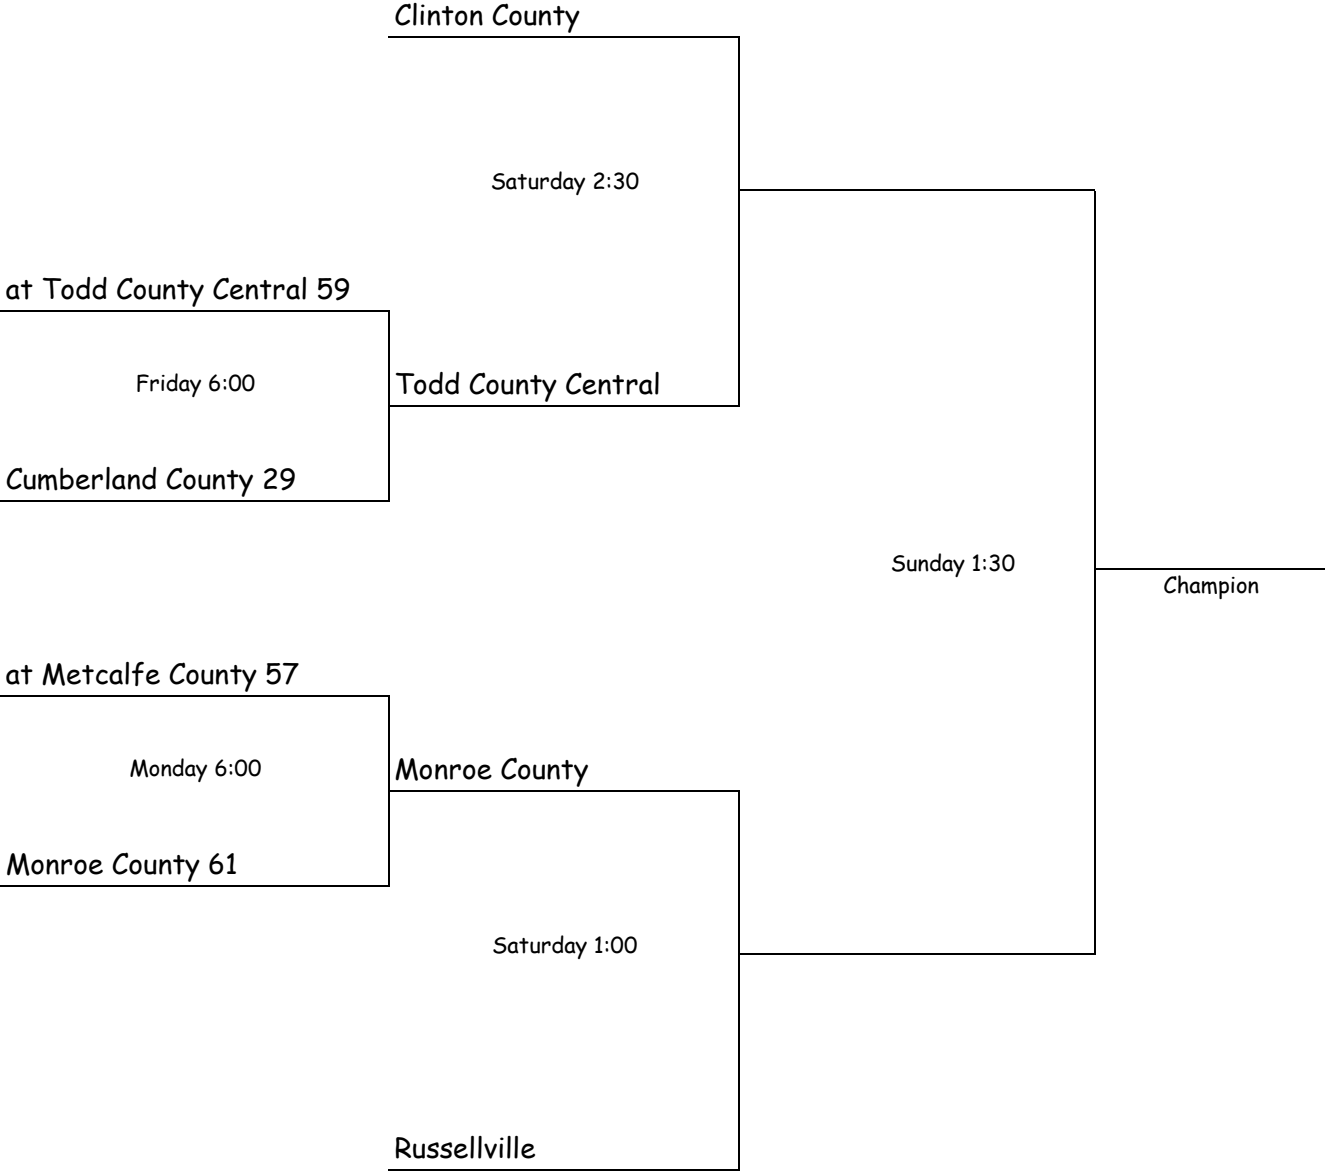 Clinton County
Saturday 2:30
at Todd County Central 59
Friday 6:00
Todd County Central
Cumberland County 29
Sunday 1:30
Champion
at Metcalfe County 57
Monday 6:00
Monroe County
Monroe County 61
Saturday 1:00
Russellville